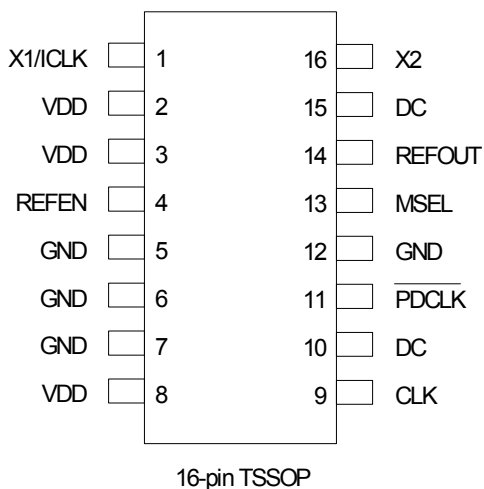 X1/ICLK 1 16 X2
VDD 2 15 DC
VDD 3 14 REFOUT
REFEN 4 13 MSEL
GND 5 12 GND
GND 6 11 PDCLK
GND 7 10 DC
VDD 8 9 CLK
16-pin TSSOP